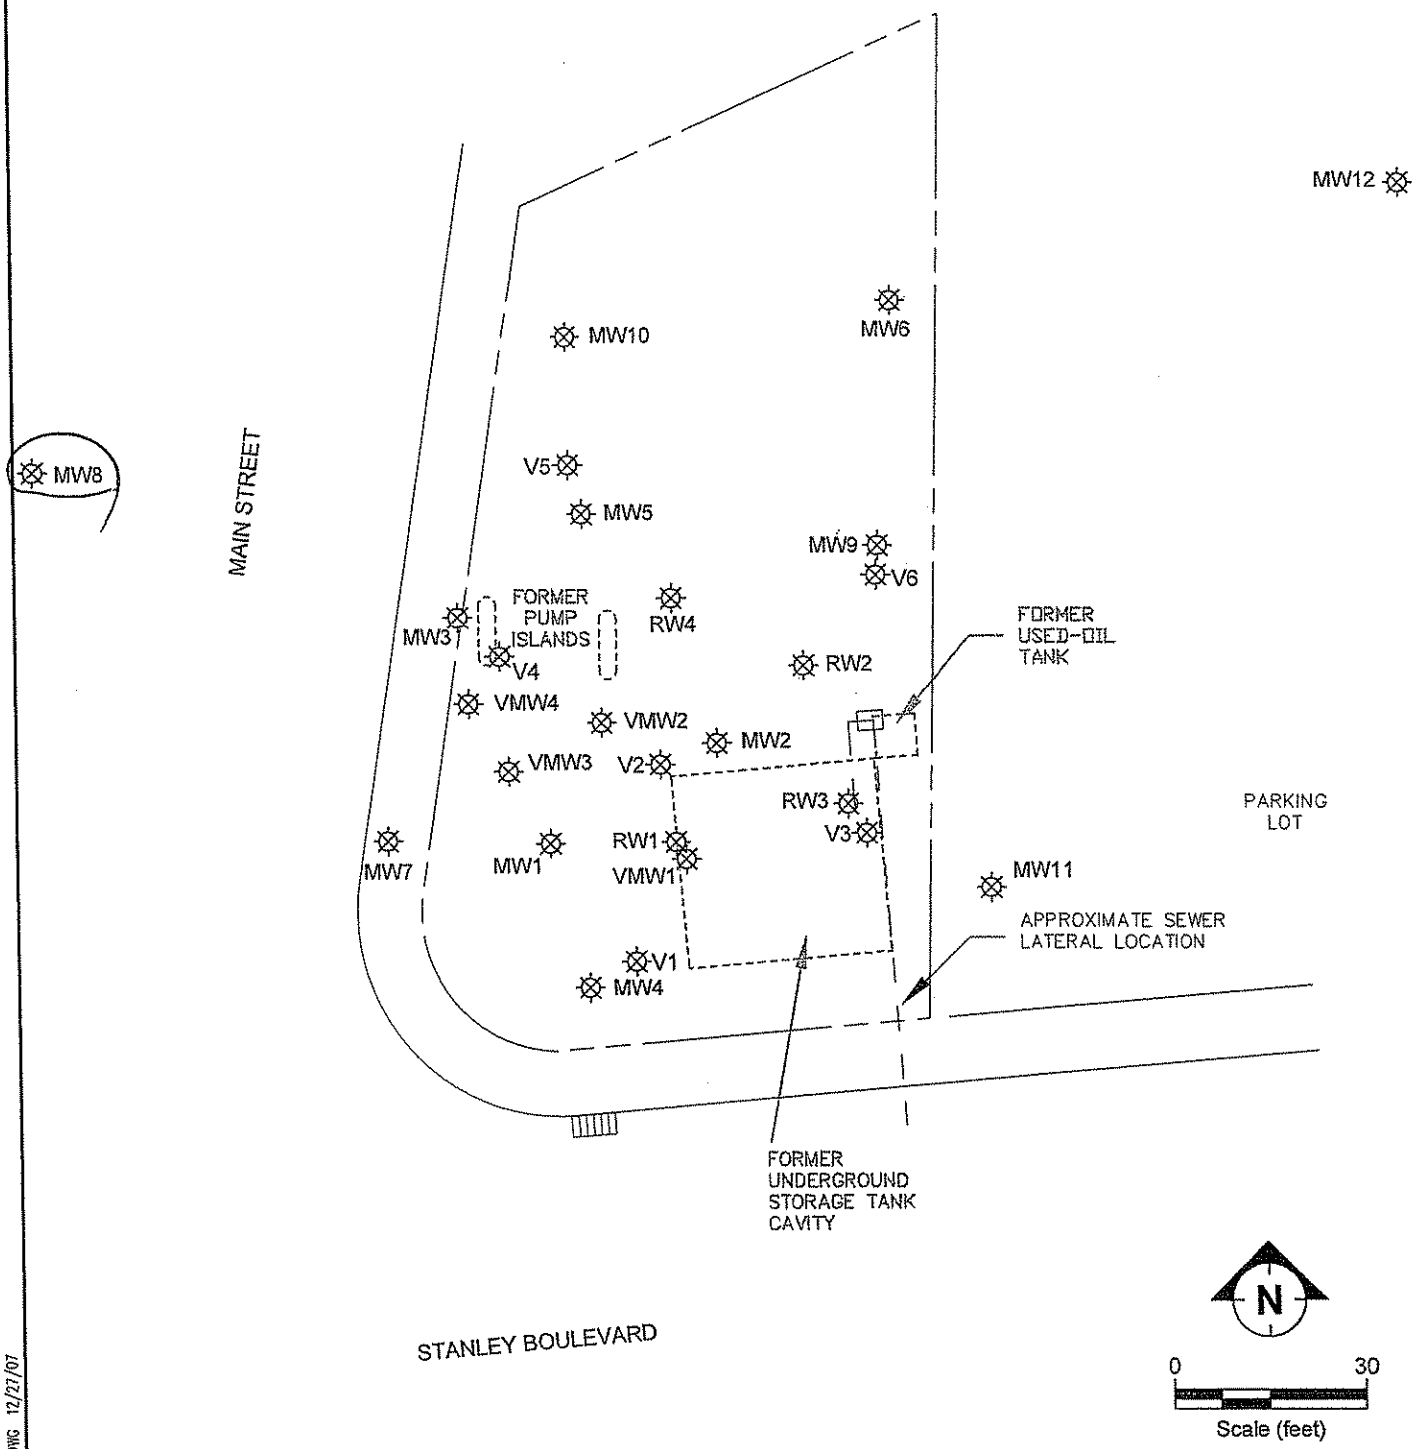 MW12
MW6
MW10
MAIN STREET
MW8
V5
MW5
MW9
V6
FORMER
PUMP
ISLANDS
RW4
MW3
V4
FORMER
USED-OIL
TANK
RW2
VMW4
VMW2
MW2
VMW3
V2
RW3
V3
PARKING
LOT
RW1
VMW1
MW1
MW7
MW11
APPROXIMATE SEWER
LATERAL LOCATION
V1
MW4
FORMER
UNDERGROUND
STORAGE TANK
CAVITY
N
STANLEY BOULEVARD
0 30
Scale (feet)
12/27/07